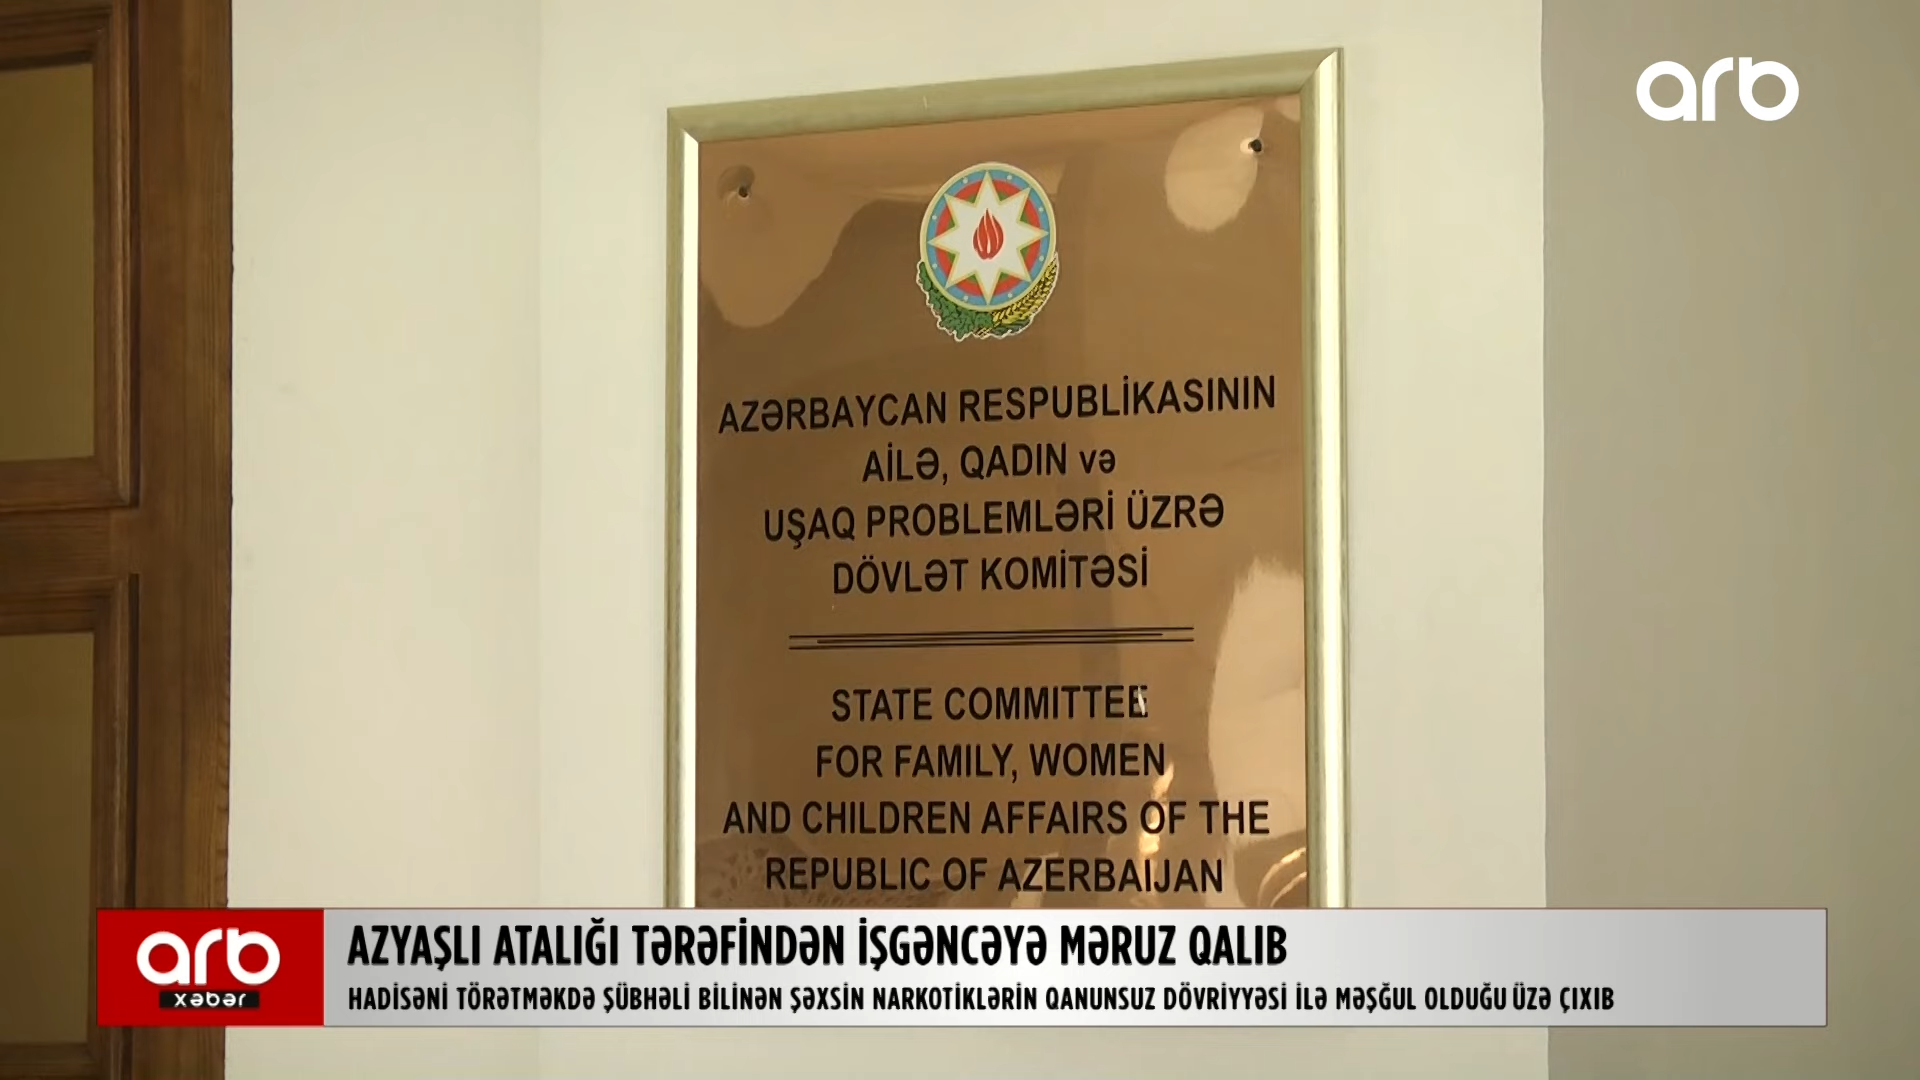 arb
AZƏRBAYCAN RESPUBLİKASININ
AİLƏ, QADIN və
UŞAQ PROBLEMLƏRİ ÜZRƏ
DÖVLƏT KOMİTƏSİ
STATE COMMITTEE
FOR FAMILY, WOMEN
AND CHILDREN AFFAIRS OF THE
REPUBLIC OF AZERBAIJAN
arb
xəbər
AZYAŞLI ATALIĞI TƏRƏFİNDƏN İŞGƏNCƏYƏ MƏRUZ QALIB
HADİSƏNİ TÖRƏTMƏKDƏ ŞÜBHƏLİ BİLİNƏN ŞƏXSİN NARKOTİKLƏRİN QANUNSUZ DÖVRİYYƏSİ İLƏ MƏŞĞUL OLDUĞU ÜZƏ ÇIXIB